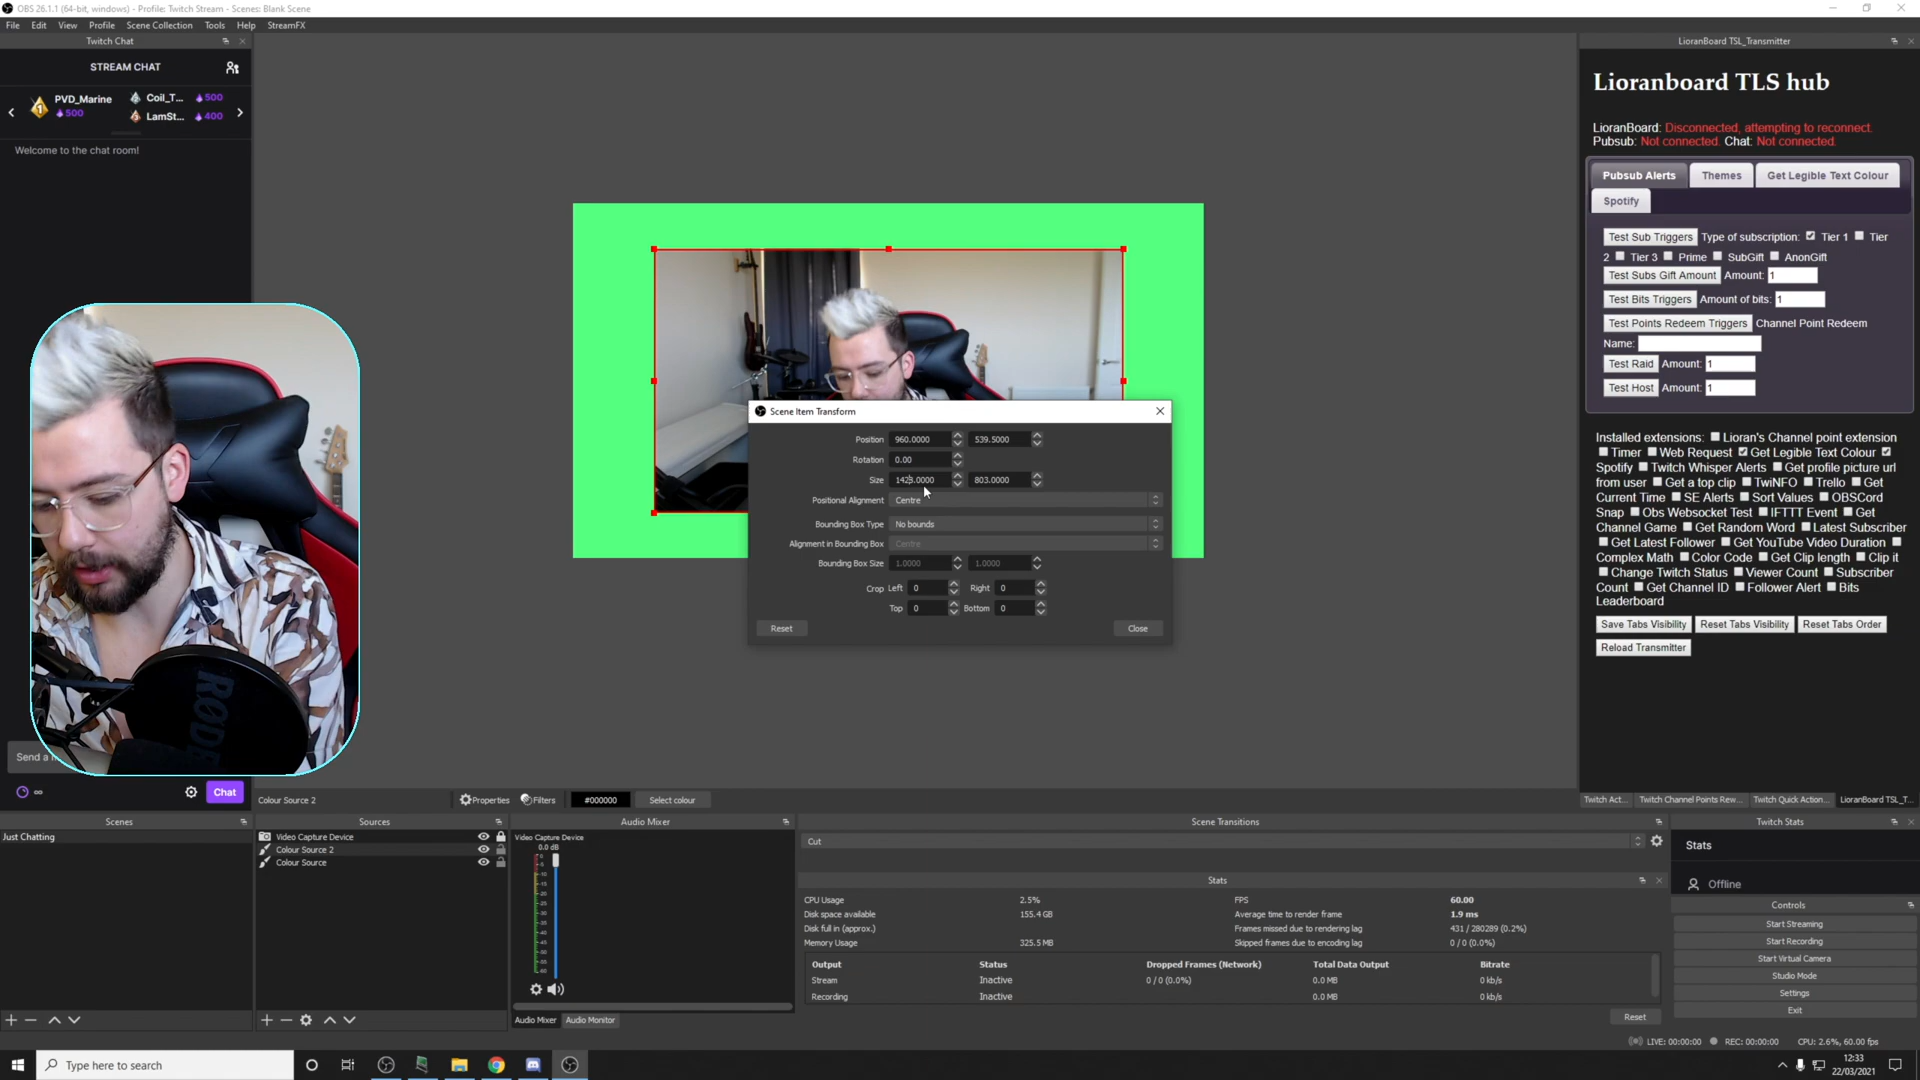 OBS 26.1.1 (64-bit, windows) - Profile: Twitch Stream - Scenes: Blank Scene
File Edit View Profile Scene Collection Tools Help StreamFX
Twitch Chat
STREAM CHAT
PVD_Marine
500
Coil_T... 500
LamSt... 400
Welcome to the chat room!
Send a
Chat
LioranBoard TSL_Transmitter
Lioranboard TLS hub
LioranBoard: Disconnected, attempting to reconnect.
Pubsub: Not connected. Chat: Not connected.
Pubsub Alerts Themes Get Legible Text Colour
Spotify
Test Sub Triggers Type of subscription: Tier 1 Tier
2 Tier 3 Prime SubGift AnonGift
Test Subs Gift Amount Amount: 1
Test Bits Triggers Amount of bits: 1
Test Points Redeem Triggers Channel Point Redeem
Name:
Test Raid Amount: 1
Test Host Amount: 1
Installed extensions: Lioran's Channel point extension
Timer Web Request Get Legible Text Colour
Spotify Twitch Whisper Alerts Get profile picture url
from user Get a top clip TwiNFO Trello Get
Current Time SE Alerts Sort Values OBSCord
Snap Obs Websocket Test IFTTT Event Get
Channel Game Get Random Word Latest Subscriber
Get Latest Follower Get YouTube Video Duration
Complex Math Color Code Get Clip length Clip it
Change Twitch Status Viewer Count Subscriber
Count Get Channel ID Follower Alert Bits
Leaderboard
Save Tabs Visibility Reset Tabs Visibility Reset Tabs Order
Reload Transmitter
Scene Item Transform
Position 960.0000 539.5000
Rotation 0.00
Size 1423.0000 803.0000
Positional Alignment Centre
Bounding Box Type No bounds
Alignment in Bounding Box Centre
Bounding Box Size 1.0000 1.0000
Crop Left 0 Right 0
Top 0 Bottom 0
Reset Close
RØDE
Colour Source 2 Properties Filters #000000 Select colour
Twitch Act... Twitch Channel Points Rew... Twitch Quick Action... LioranBoard TSL_T...
Scenes
Just Chatting
Sources
Video Capture Device
Colour Source 2
Colour Source
Audio Mixer
Video Capture Device
0.0 dB
Audio Mixer Audio Monitor
Scene Transitions
Cut
Stats
CPU Usage 2.5% FPS 60.00
Disk space available 155.4 GB Average time to render frame 1.9 ms
Disk full in (approx.) Frames missed due to rendering lag 431 / 280289 (0.2%)
Memory Usage 325.5 MB Skipped frames due to encoding lag 0 / 0 (0.0%)
Output Status Dropped Frames (Network) Total Data Output Bitrate
Stream Inactive 0 / 0 (0.0%) 0.0 MB 0 kb/s
Recording Inactive 0.0 MB 0 kb/s
Reset
Twitch Stats
Stats
Offline
Controls
Start Streaming
Start Recording
Start Virtual Camera
Studio Mode
Settings
Exit
LIVE: 00:00:00 REC: 00:00:00 CPU: 2.6%, 60.00 fps
Type here to search
12:33
22/03/2021